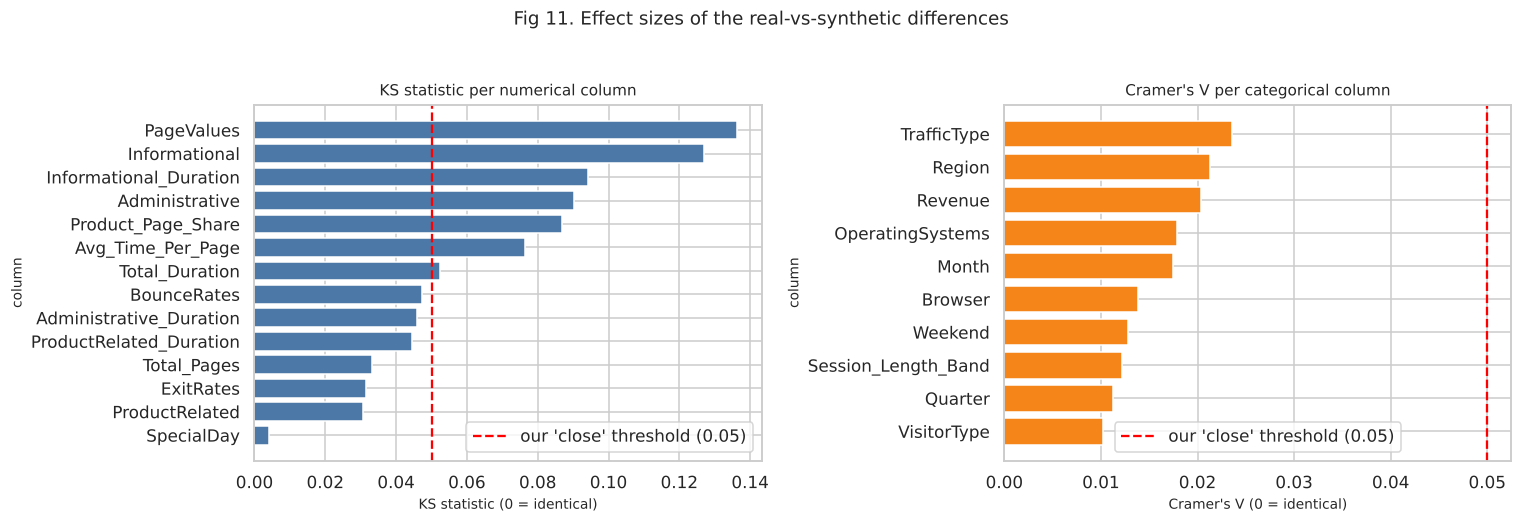 Fig 11. Effect sizes of the real-vs-synthetic differences
KS statistic per numerical column
column
PageValues
Informational
Informational_Duration
Administrative
Product_Page_Share
Avg_Time_Per_Page
Total_Duration
BounceRates
Administrative_Duration
ProductRelated_Duration
Total_Pages
ExitRates
ProductRelated
SpecialDay
our 'close' threshold (0.05)
0.00 0.02 0.04 0.06 0.08 0.10 0.12 0.14
KS statistic (0 = identical)
Cramer's V per categorical column
column
TrafficType
Region
Revenue
OperatingSystems
Month
Browser
Weekend
Session_Length_Band
Quarter
VisitorType
our 'close' threshold (0.05)
0.00 0.01 0.02 0.03 0.04 0.05
Cramer's V (0 = identical)